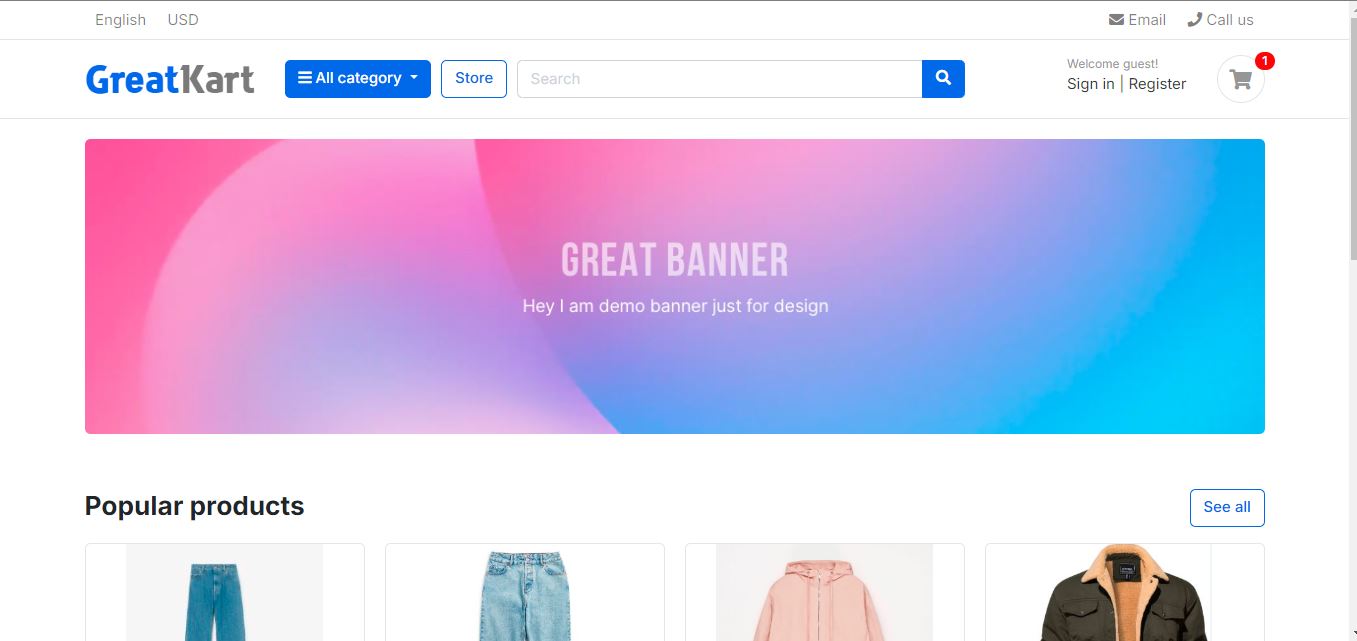 English USD Email Call us
GreatKart All category Store Search Welcome guest! 1
Sign in | Register
GREAT BANNER
Hey I am demo banner just for design
Popular products See all